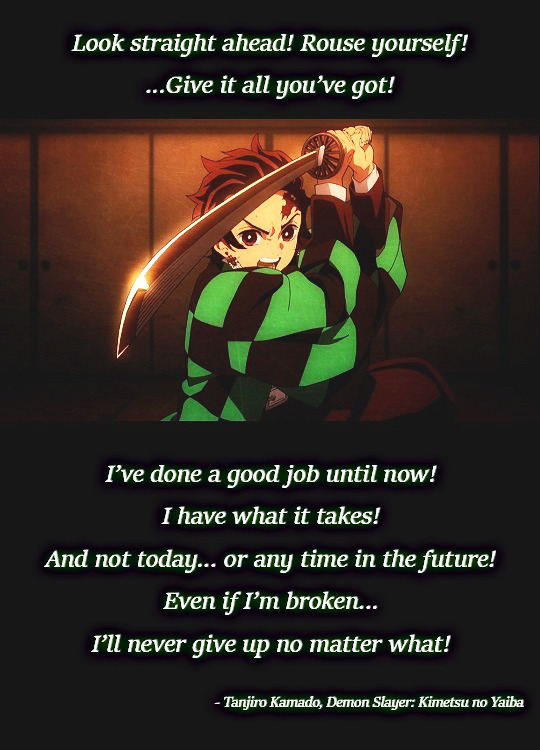 Look straight ahead! Rouse yourself!
...Give it all you've got!
I've done a good job until now!
I have what it takes!
And not today... or any time in the future!
Even if I'm broken...
I'll never give up no matter what!
- Tanjiro Kamado, Demon Slayer: Kimetsu no Yaiba